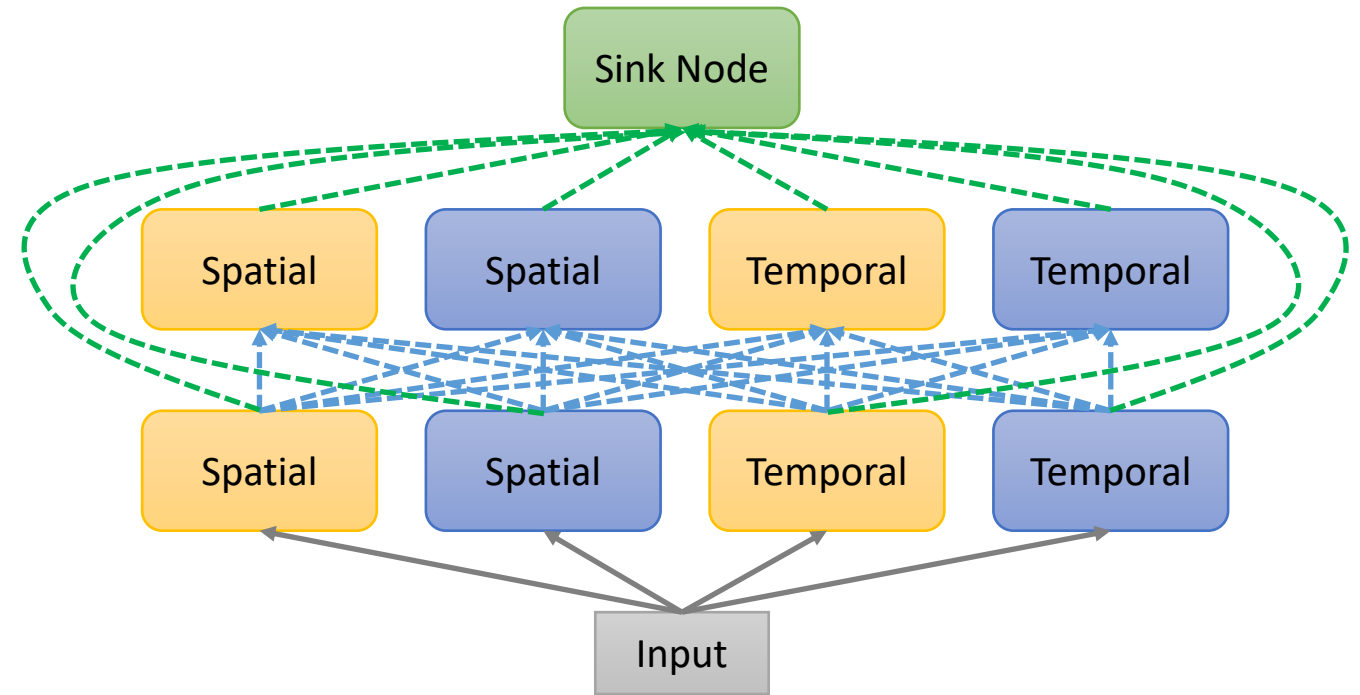 Sink Node
Spatial
Spatial
Temporal
Temporal
Spatial
Spatial
Temporal
Temporal
Input